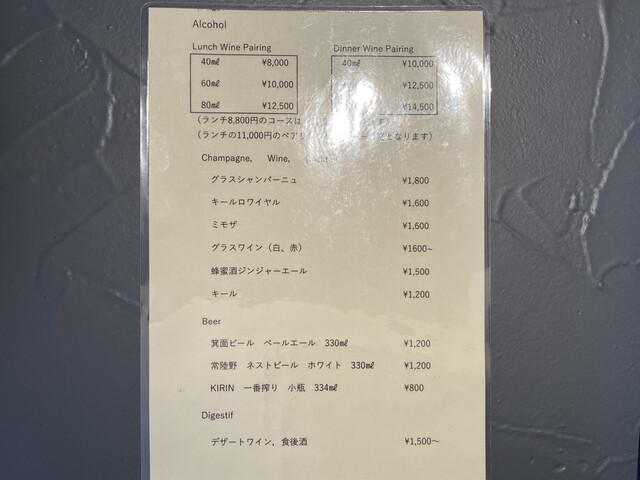 Alcohol
Lunch Wine Pairing Dinner Wine Pairing
40㎖ ¥8,000 40㎖ ¥10,000
60㎖ ¥10,000 ¥12,500
80㎖ ¥12,500 ¥14,500
(ランチ8,800円のコースは
(ランチの11,000円のペア となります)
Champagne, Wine,
グラスシャンパーニュ ¥1,800
キールロワイヤル ¥1,600
ミモザ ¥1,600
グラスワイン（白、赤） ¥1600~
蜂蜜酒ジンジャーエール ¥1,500
キール ¥1,200
Beer
箕面ビール ペールエール 330㎖ ¥1,200
常陸野 ネストビール ホワイト 330㎖ ¥1,200
KIRIN 一番搾り 小瓶 334㎖ ¥800
Digestif
デザートワイン, 食後酒 ¥1,500～